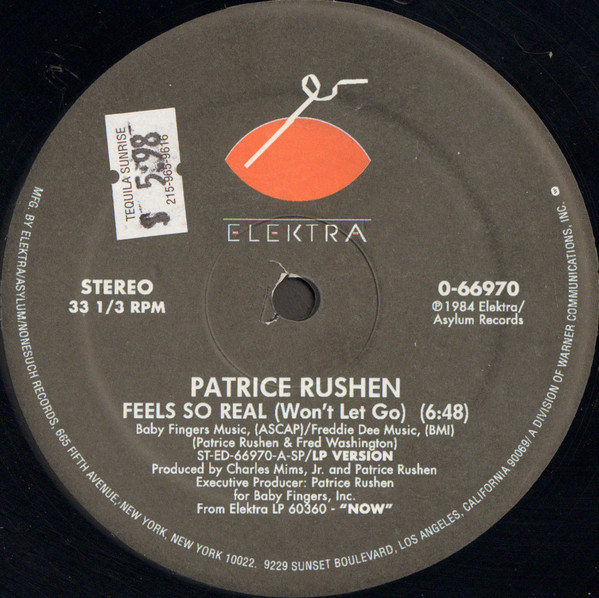 TEQUILA SUNRISE
$ 5.98
215-965-9616
ELEKTRA
STEREO
33 1/3 RPM
0-66970
℗ 1984 Elektra/
Asylum Records
PATRICE RUSHEN
FEELS SO REAL (Won't Let Go) (6:48)
Baby Fingers Music, (ASCAP)/Freddie Dee Music, (BMI)
(Patrice Rushen & Fred Washington)
ST-ED-66970-A-SP/LP VERSION
Produced by Charles Mims, Jr. and Patrice Rushen
Executive Producer: Patrice Rushen
for Baby Fingers, Inc.
From Elektra LP 60360 - "NOW"
MFG. BY ELEKTRA/ASYLUM/NONESUCH RECORDS, 665 FIFTH AVENUE, NEW YORK, NEW YORK 10022. 9229 SUNSET BOULEVARD, LOS ANGELES, CALIFORNIA 90069/A DIVISION OF WARNER COMMUNICATIONS, INC.